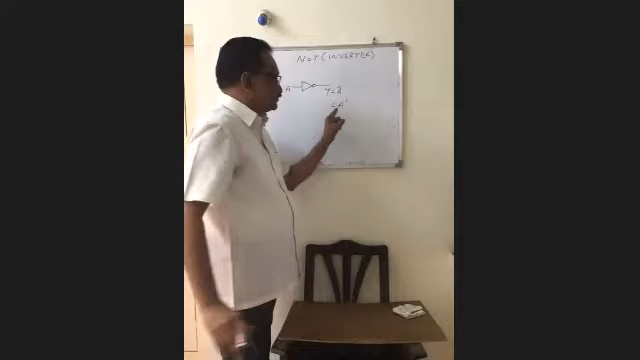 NOT (INVERTER)
A Y = Ā
= A'